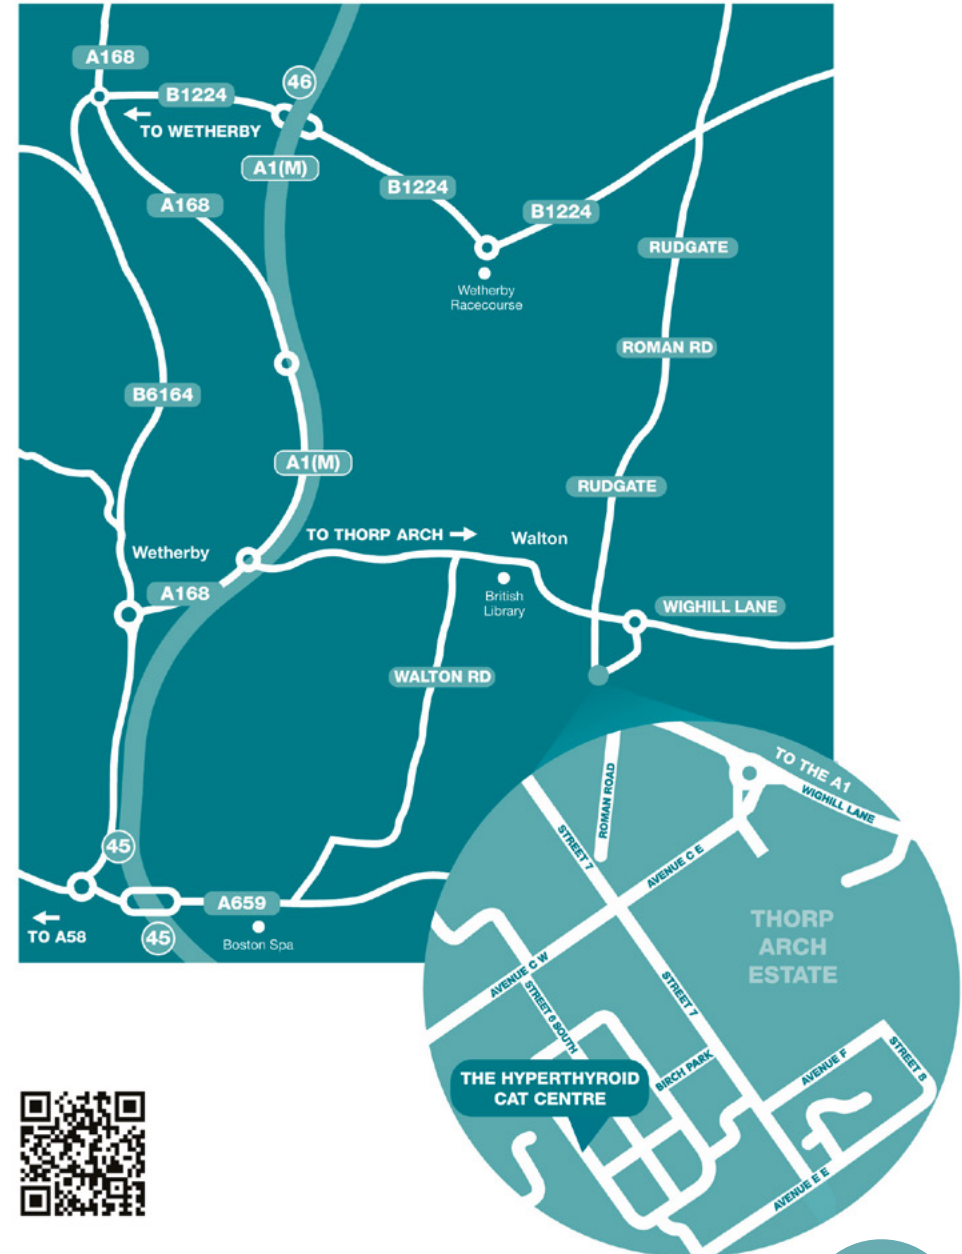 A168
46
B1224
TO WETHERBY
A1(M)
B1224
A168
B1224
RUDGATE
Wetherby
Racecourse
ROMAN RD
B6164
A1(M)
RUDGATE
TO THORP ARCH
Walton
Wetherby
British
Library
A168
WIGHILL LANE
WALTON RD
TO THE A1
WIGHILL LANE
ROMAN ROAD
STREET 7
45
AVENUE C E
A659
THORP
ARCH
ESTATE
TO A58
45
Boston Spa
AVENUE C W
STREET 7
STREET 6 SOUTH
BIRCH PARK
AVENUE F
STREET 8
THE HYPERTHYROID
CAT CENTRE
AVENUE E E